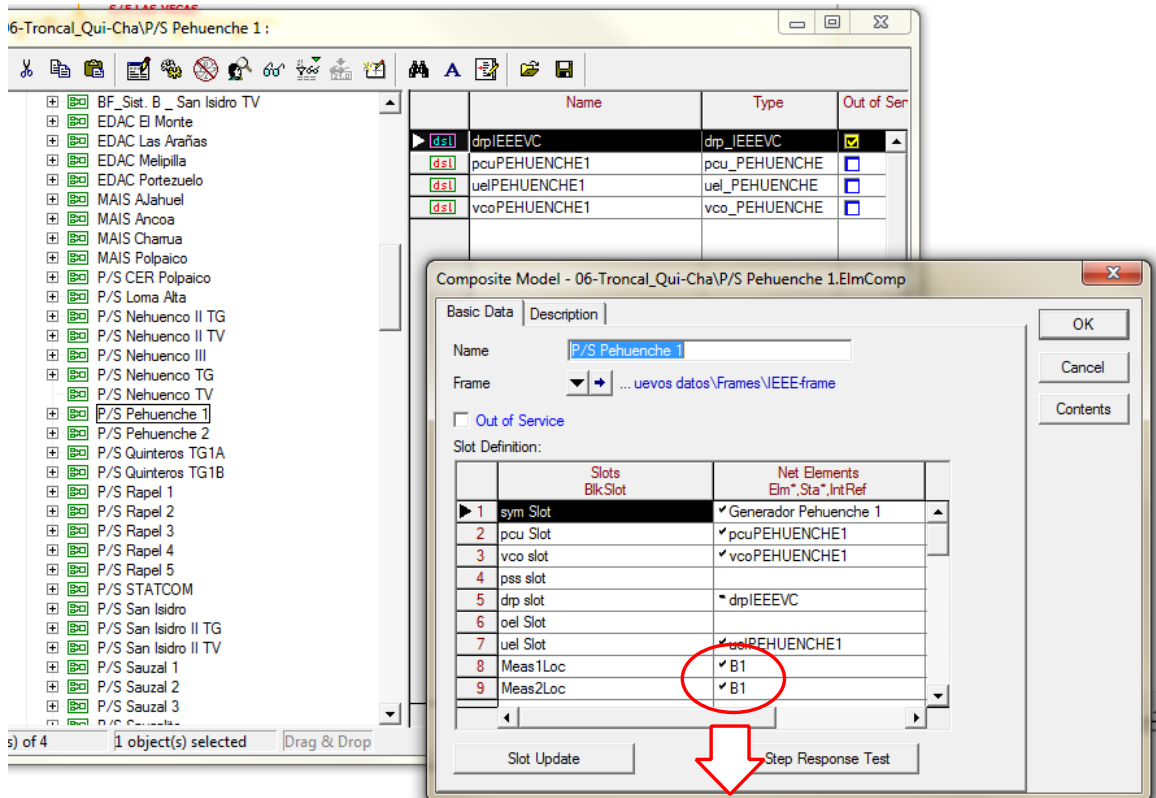 S/E LAS VEGAS
06-Troncal_Qui-Cha\P/S Pehuenche 1 :
BF_Sist. B _ San Isidro TV
EDAC El Monte
EDAC Las Arañas
EDAC Melipilla
EDAC Portezuelo
MAIS AJahuel
MAIS Ancoa
MAIS Charrua
MAIS Polpaico
P/S CER Polpaico
P/S Loma Alta
P/S Nehuenco II TG
P/S Nehuenco II TV
P/S Nehuenco III
P/S Nehuenco TG
P/S Nehuenco TV
P/S Pehuenche 1
P/S Pehuenche 2
P/S Quinteros TG1A
P/S Quinteros TG1B
P/S Rapel 1
P/S Rapel 2
P/S Rapel 3
P/S Rapel 4
P/S Rapel 5
P/S STATCOM
P/S San Isidro
P/S San Isidro II TG
P/S San Isidro II TV
P/S Sauzal 1
P/S Sauzal 2
P/S Sauzal 3
s) of 4 1 object(s) selected Drag & Drop
Name Type Out of Ser
dsl drpIEEEVC drp_IEEEVC
dsl pcuPEHUENCHE1 pcu_PEHUENCHE
dsl uelPEHUENCHE1 uel_PEHUENCHE
dsl vcoPEHUENCHE1 vco_PEHUENCHE
Composite Model - 06-Troncal_Qui-Cha\P/S Pehuenche 1.ElmComp
Basic Data Description
Name P/S Pehuenche 1
Frame ... uevos datos\Frames\IEEE-frame
Out of Service
Slot Definition:
Slots Net Elements
BlkSlot Elm*,Sta*,IntRef
1 sym Slot Generador Pehuenche 1
2 pcu Slot pcuPEHUENCHE1
3 vco slot vcoPEHUENCHE1
4 pss slot
5 drp slot drpIEEEVC
6 oel Slot
7 uel Slot uelPEHUENCHE1
8 Meas1Loc B1
9 Meas2Loc B1
Slot Update Step Response Test
OK
Cancel
Contents